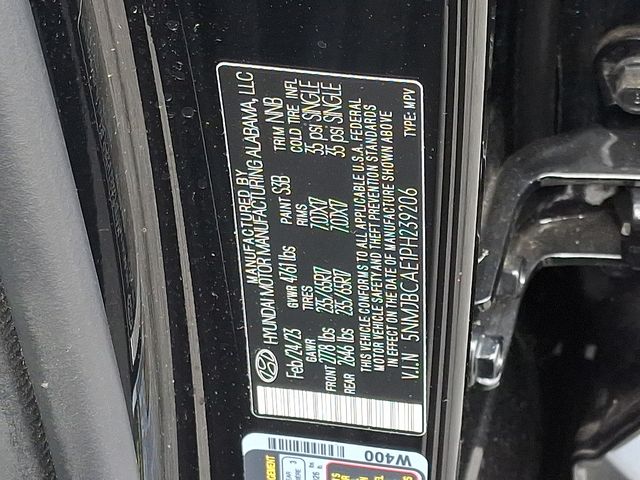 MANUFACTURED BY
HYUNDAI MOTOR MANUFACTURING ALABAMA, LLC
Feb/24/23 GVWR 4761 lbs PAINT S3B TRIM NNB
GAWR TIRES RIMS COLD TIRE INFL
FRONT 2778 lbs 235/65R17 7.0JX17 35 psi SINGLE
REAR 2646 lbs 235/65R17 7.0JX17 35 psi SINGLE
THIS VEHICLE CONFORMS TO ALL APPLICABLE U.S.A. FEDERAL
MOTOR VEHICLE SAFETY AND THEFT PREVENTION STANDARDS
IN EFFECT ON THE DATE OF MANUFACTURE SHOWN ABOVE
V.I.N 5NMJBCAE1PH239206 TYPE: MPV
W400